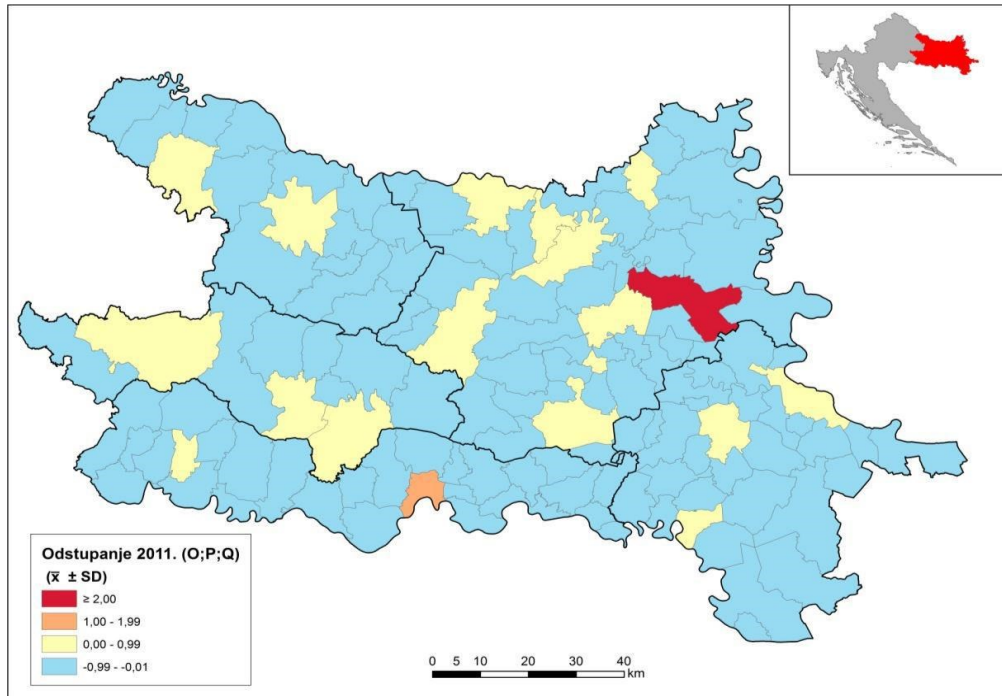 Odstupanje 2011. (O;P;Q)
(x̅ ± SD)
≥ 2,00
1,00 - 1,99
0,00 - 0,99
-0,99 - -0,01
0 5 10 20 30 40
km